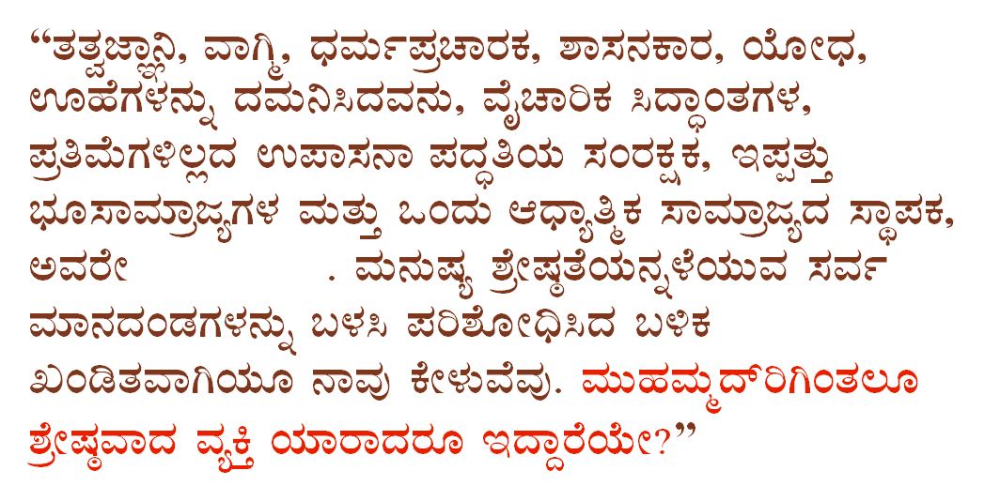 “ತತ್ವಜ್ಞಾನಿ, ವಾಗ್ಮಿ, ಧರ್ಮಪ್ರಚಾರಕ, ಶಾಸನಕಾರ, ಯೋಧ,
ಊಹೆಗಳನ್ನು ದಮನಿಸಿದವನು, ವೈಚಾರಿಕ ಸಿದ್ಧಾಂತಗಳ,
ಪ್ರತಿಮೆಗಳಿಲ್ಲದ ಉಪಾಸನಾ ಪದ್ಧತಿಯ ಸಂರಕ್ಷಕ, ಇಪ್ಪತ್ತು
ಭೂಸಾಮ್ರಾಜ್ಯಗಳ ಮತ್ತು ಒಂದು ಆಧ್ಯಾತ್ಮಿಕ ಸಾಮ್ರಾಜ್ಯದ ಸ್ಥಾಪಕ,
ಅವರೇ . ಮನುಷ್ಯ ಶ್ರೇಷ್ಠತೆಯನ್ನಳೆಯುವ ಸರ್ವ
ಮಾನದಂಡಗಳನ್ನು ಬಳಸಿ ಪರಿಶೋಧಿಸಿದ ಬಳಿಕ
ಖಂಡಿತವಾಗಿಯೂ ನಾವು ಕೇಳುವೆವು. ಮುಹಮ್ಮದ್‌ರಿಗಿಂತಲೂ
ಶ್ರೇಷ್ಠವಾದ ವ್ಯಕ್ತಿ ಯಾರಾದರೂ ಇದ್ದಾರೆಯೇ?”